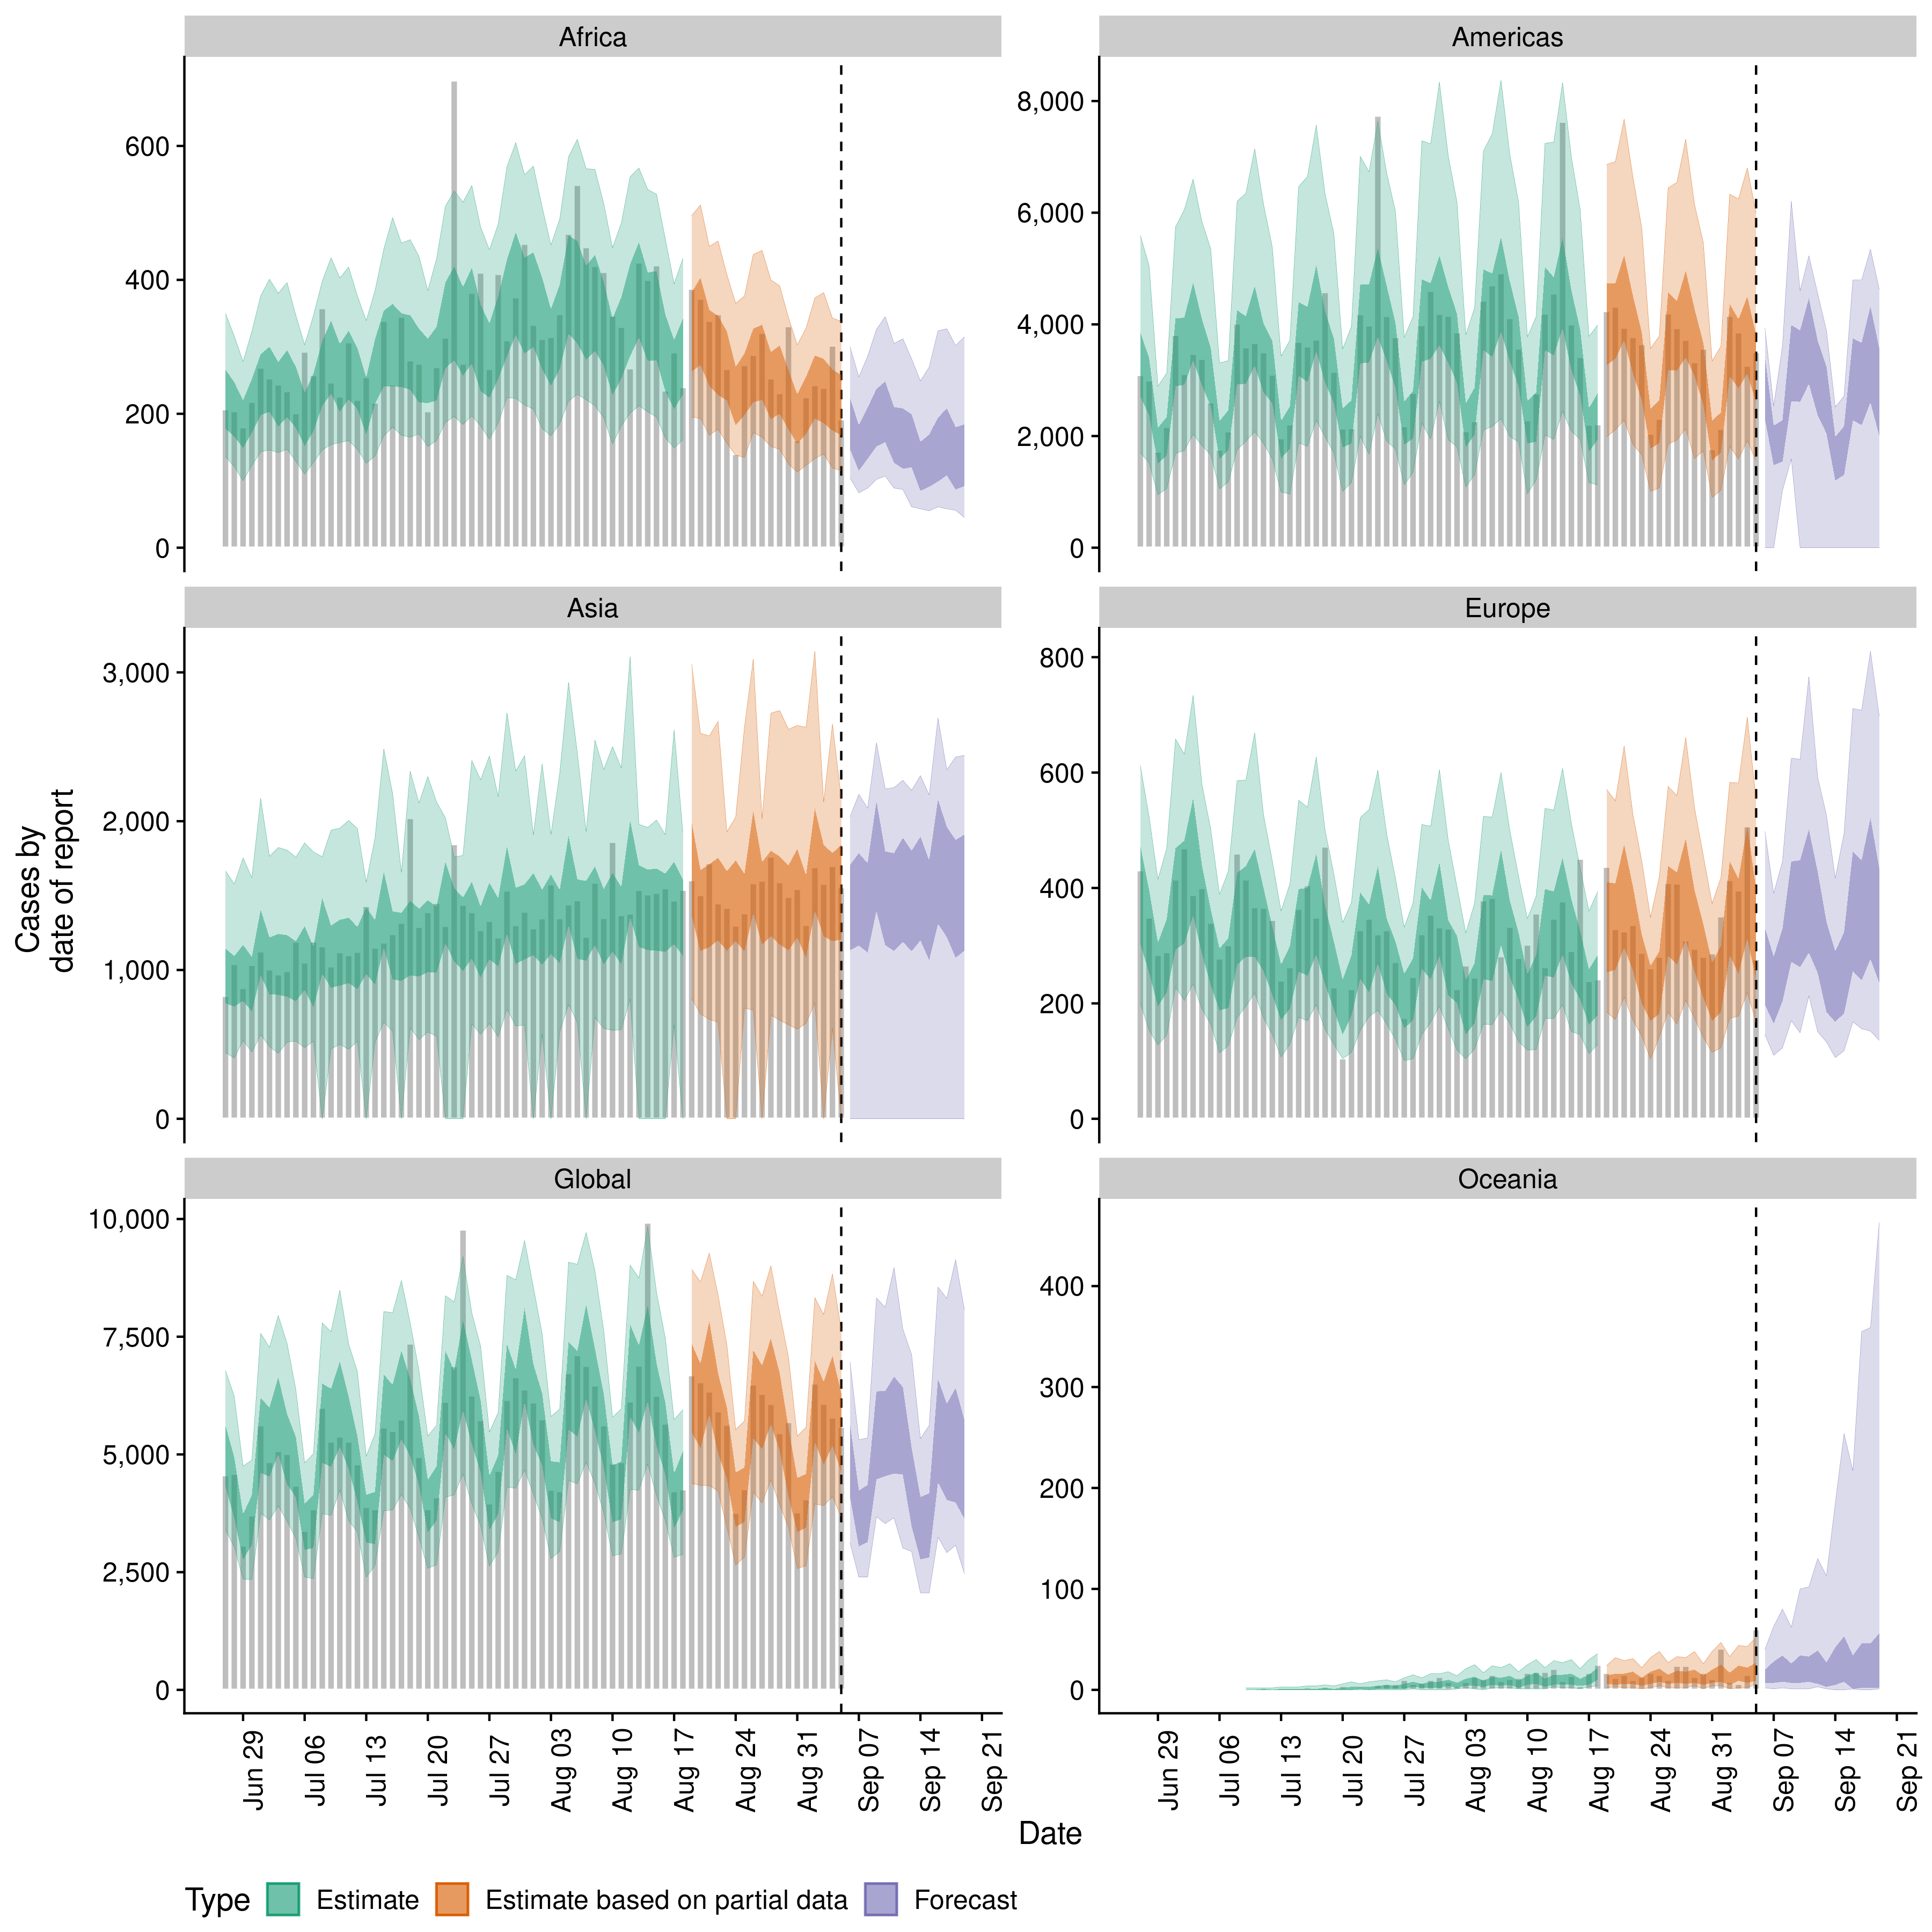 Africa
Americas
600
400
200
0
8,000
6,000
4,000
2,000
0
Asia
Europe
3,000
2,000
1,000
0
800
600
400
200
0
Cases by
date of report
Global
Oceania
10,000
7,500
5,000
2,500
0
400
300
200
100
0
Jun 29
Jul 06
Jul 13
Jul 20
Jul 27
Aug 03
Aug 10
Aug 17
Aug 24
Aug 31
Sep 07
Sep 14
Sep 21
Jun 29
Jul 06
Jul 13
Jul 20
Jul 27
Aug 03
Aug 10
Aug 17
Aug 24
Aug 31
Sep 07
Sep 14
Sep 21
Date
Type Estimate Estimate based on partial data Forecast